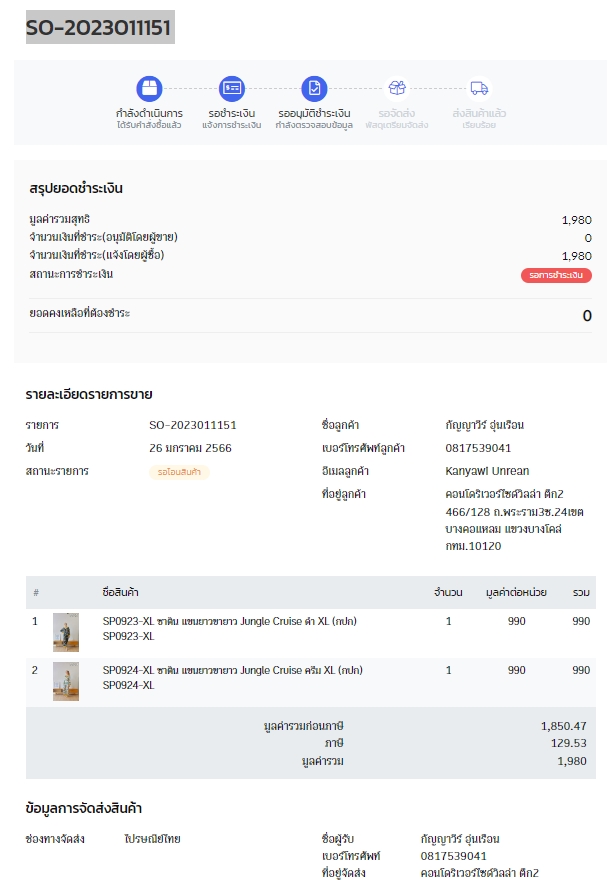 SO-2023011151
กำลังดำเนินการ
ได้รับคำสั่งซื้อแล้ว
รอชำระเงิน
แจ้งการชำระเงิน
รออนุมัติชำระเงิน
กำลังตรวจสอบข้อมูล
รอจัดส่ง
พัสดุเตรียมจัดส่ง
ส่งสินค้าแล้ว
เรียบร้อย
สรุปยอดชำระเงิน
มูลค่ารวมสุทธิ 1,980
จำนวนเงินที่ชำระ(อนุมัติโดยผู้ขาย) 0
จำนวนเงินที่ชำระ(แจ้งโดยผู้ซื้อ) 1,980
สถานะการชำระเงิน รอการชำระเงิน
ยอดคงเหลือที่ต้องชำระ 0
รายละเอียดรายการขาย
รายการ SO-2023011151 ชื่อลูกค้า กัญญาวีร์ อุ่นเรือน
วันที่ 26 มกราคม 2566 เบอร์โทรศัพท์ลูกค้า 0817539041
สถานะรายการ รอโอนสินค้า อีเมลลูกค้า Kanyawi Unrean
ที่อยู่ลูกค้า คอนโดริเวอร์ไซด์วิลล่า ตึก2
466/128 ถ.พระราม3ซ.24เขต
บางคอแหลม แขวงบางโคล่
กทม.10120
# ชื่อสินค้า จำนวน มูลค่าต่อหน่วย รวม
1 SP0923-XL ซาติน แขนยาวขายาว Jungle Cruise ดำ XL (กปก) 1 990 990
SP0923-XL
2 SP0924-XL ซาติน แขนยาวขายาว Jungle Cruise ครีม XL (กปก) 1 990 990
SP0924-XL
มูลค่ารวมก่อนภาษี 1,850.47
ภาษี 129.53
มูลค่ารวม 1,980
ข้อมูลการจัดส่งสินค้า
ช่องทางจัดส่ง ไปรษณีย์ไทย ชื่อผู้รับ กัญญาวีร์ อุ่นเรือน
เบอร์โทรศัพท์ 0817539041
ที่อยู่จัดส่ง คอนโดริเวอร์ไซด์วิลล่า ตึก2